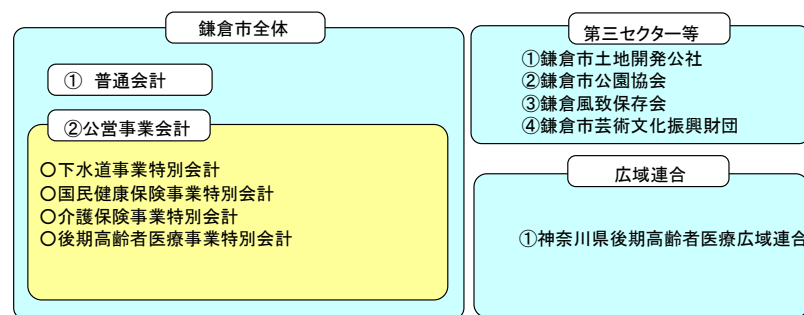 鎌倉市全体
① 普通会計
②公営事業会計
〇下水道事業特別会計
〇国民健康保険事業特別会計
〇介護保険事業特別会計
〇後期高齢者医療事業特別会計
第三セクター等
①鎌倉市土地開発公社
②鎌倉市公園協会
③鎌倉風致保存会
④鎌倉市芸術文化振興財団
広域連合
①神奈川県後期高齢者医療広域連合